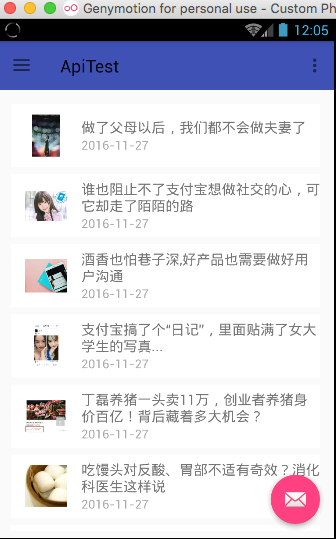 Genymotion for personal use - Custom Ph
12:05
ApiTest
做了父母以后，我们都不会做夫妻了
2016-11-27
谁也阻止不了支付宝想做社交的心，可
它却走了陌陌的路
2016-11-27
酒香也怕巷子深,好产品也需要做好用
户沟通
2016-11-27
支付宝搞了个“日记”，里面贴满了女大
学生的写真...
2016-11-27
丁磊养猪一头卖11万，创业者养猪身
价百亿！背后藏着多大机会？
2016-11-27
吃馒头对反酸、胃部不适有奇效？消化
科医生这样说
2016-11-27